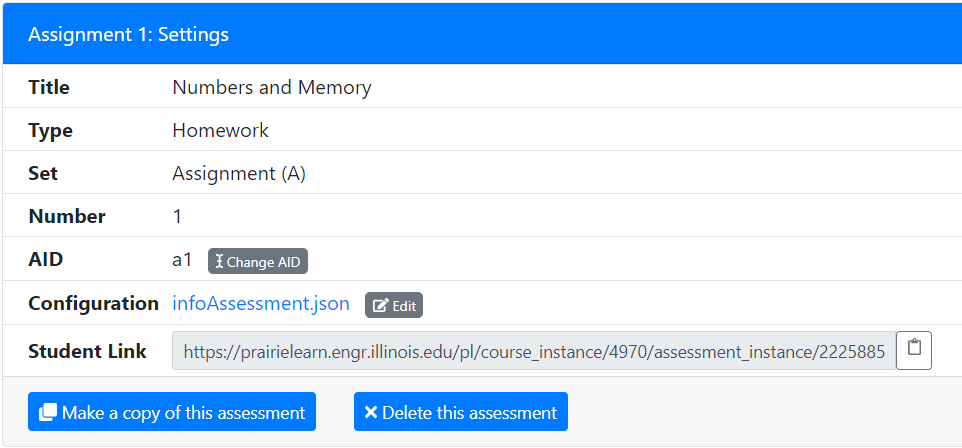 Assignment 1: Settings
Title Numbers and Memory
Type Homework
Set Assignment (A)
Number 1
AID a1 Change AID
Configuration infoAssessment.json Edit
Student Link https://prairielearn.engr.illinois.edu/pl/course_instance/4970/assessment_instance/2225885
Make a copy of this assessment Delete this assessment